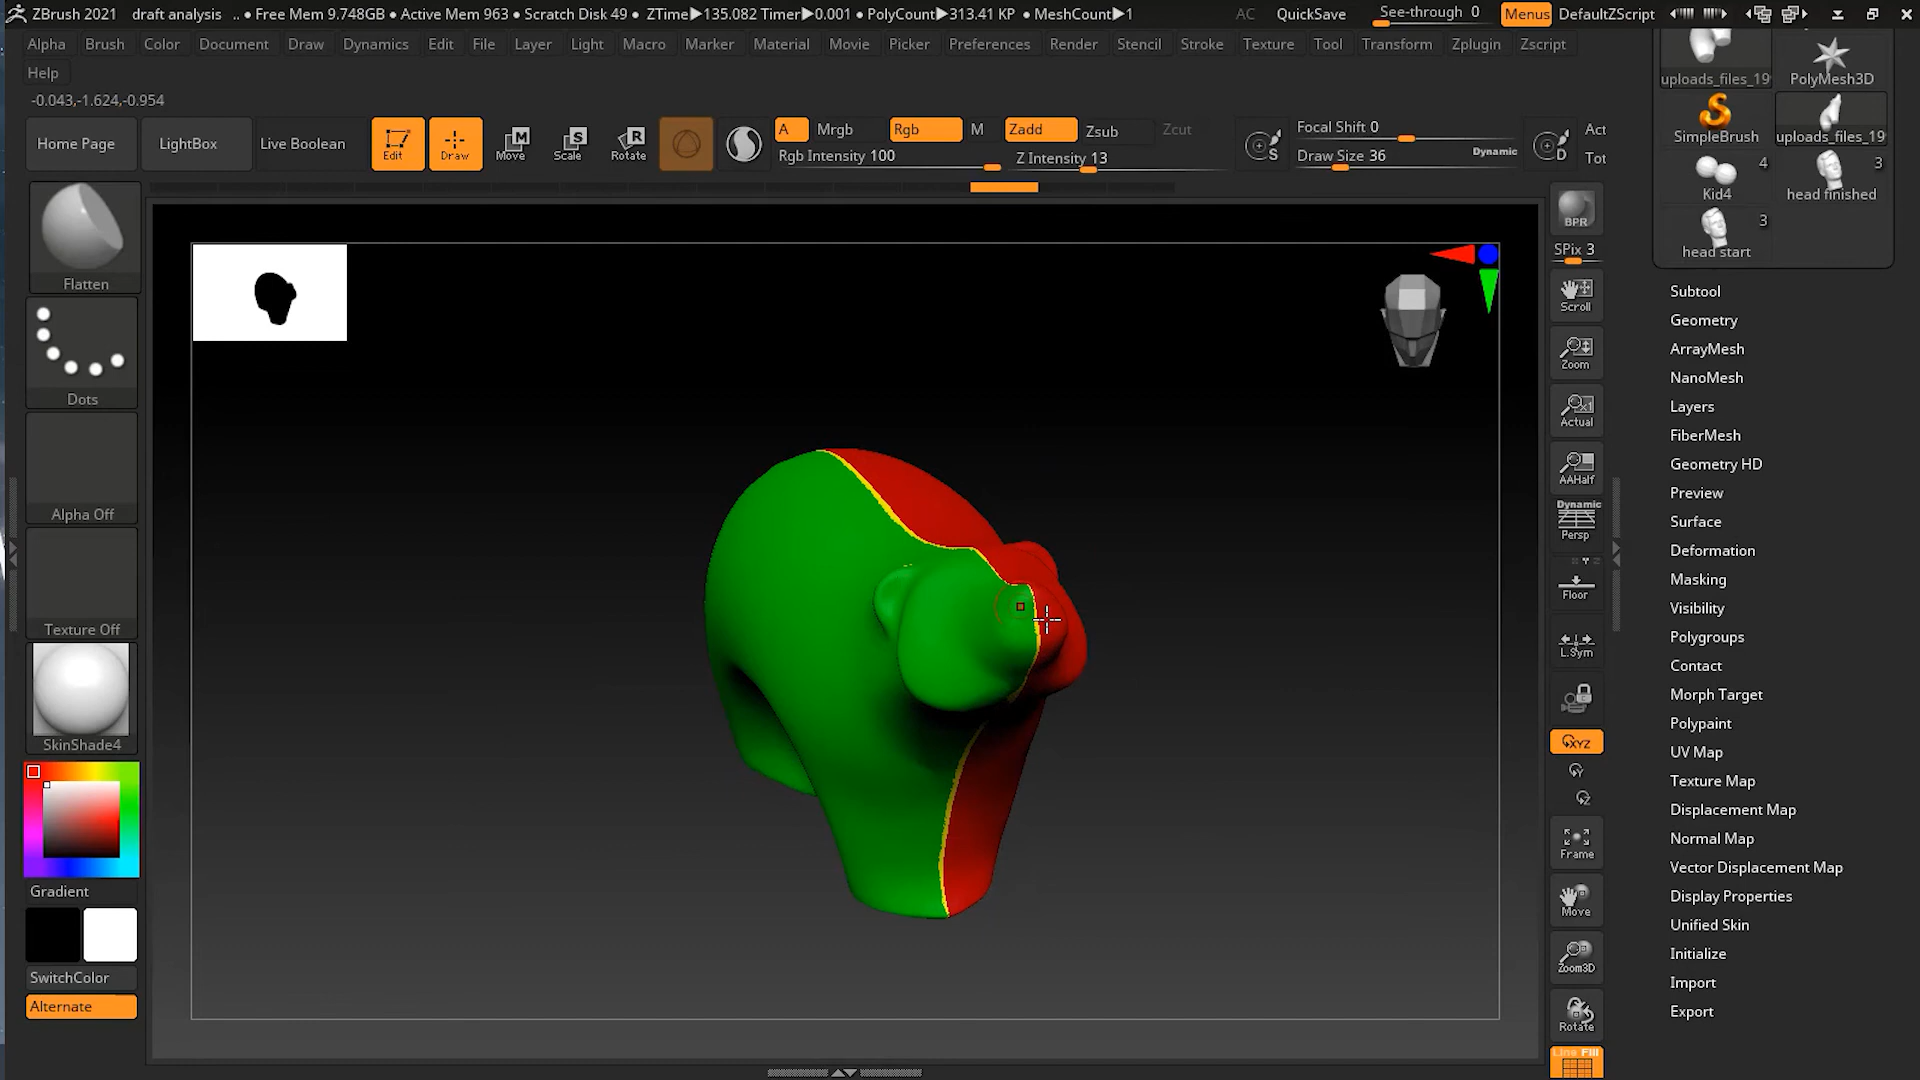 ZBrush 2021 draft analysis .. • Free Mem 9.748GB • Active Mem 963 • Scratch Disk 49 • ZTime▶135.082 Timer▶0.001 • PolyCount▶313.41 KP • MeshCount▶1 AC QuickSave See-through 0 Menus DefaultZScript
Alpha Brush Color Document Draw Dynamics Edit File Layer Light Macro Marker Material Movie Picker Preferences Render Stencil Stroke Texture Tool Transform Zplugin Zscript
Help
-0.043,-1.624,-0.954
Home Page LightBox Live Boolean Edit Draw Move Scale Rotate
A Mrgb Rgb M Zadd Zsub Zcut
Rgb Intensity 100 Z Intensity 13
Focal Shift 0
Draw Size 36 Dynamic
S D
Act
Tot
Flatten
Dots
Alpha Off
Texture Off
SkinShade4
Gradient
SwitchColor
Alternate
BPR
SPix 3
Scroll
Zoom
Actual
AAHalf
Dynamic
Persp
Floor
L.Sym
XYZ
Y
Z
Frame
Move
Zoom3D
Rotate
Line Fill
uploads_files_19 PolyMesh3D
SimpleBrush uploads_files_19
4 3
Kid4 head finished
3
head start
Subtool
Geometry
ArrayMesh
NanoMesh
Layers
FiberMesh
Geometry HD
Preview
Surface
Deformation
Masking
Visibility
Polygroups
Contact
Morph Target
Polypaint
UV Map
Texture Map
Displacement Map
Normal Map
Vector Displacement Map
Display Properties
Unified Skin
Initialize
Import
Export